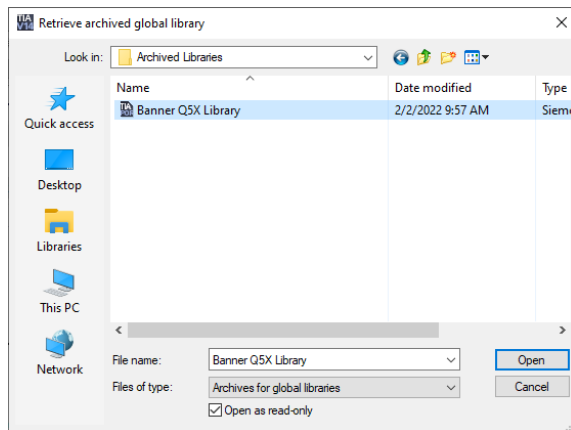 Retrieve archived global library
Look in: Archived Libraries
Name Date modified Type
Banner Q5X Library 2/2/2022 9:57 AM Sieme
Quick access
Desktop
Libraries
This PC
Network
File name: Banner Q5X Library Open
Files of type: Archives for global libraries Cancel
Open as read-only